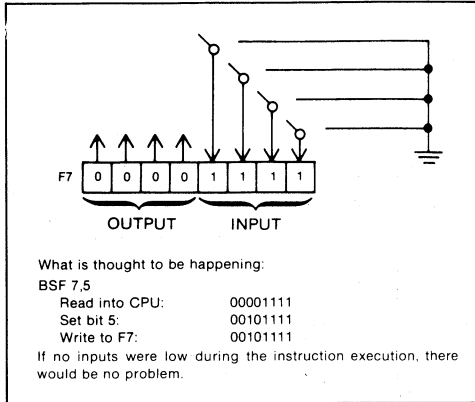 F7 0 0 0 0 1 1 1 1
OUTPUT INPUT
What is thought to be happening:
BSF 7,5
Read into CPU: 00001111
Set bit 5: 00101111
Write to F7: 00101111
If no inputs were low during the instruction execution, there
would be no problem.